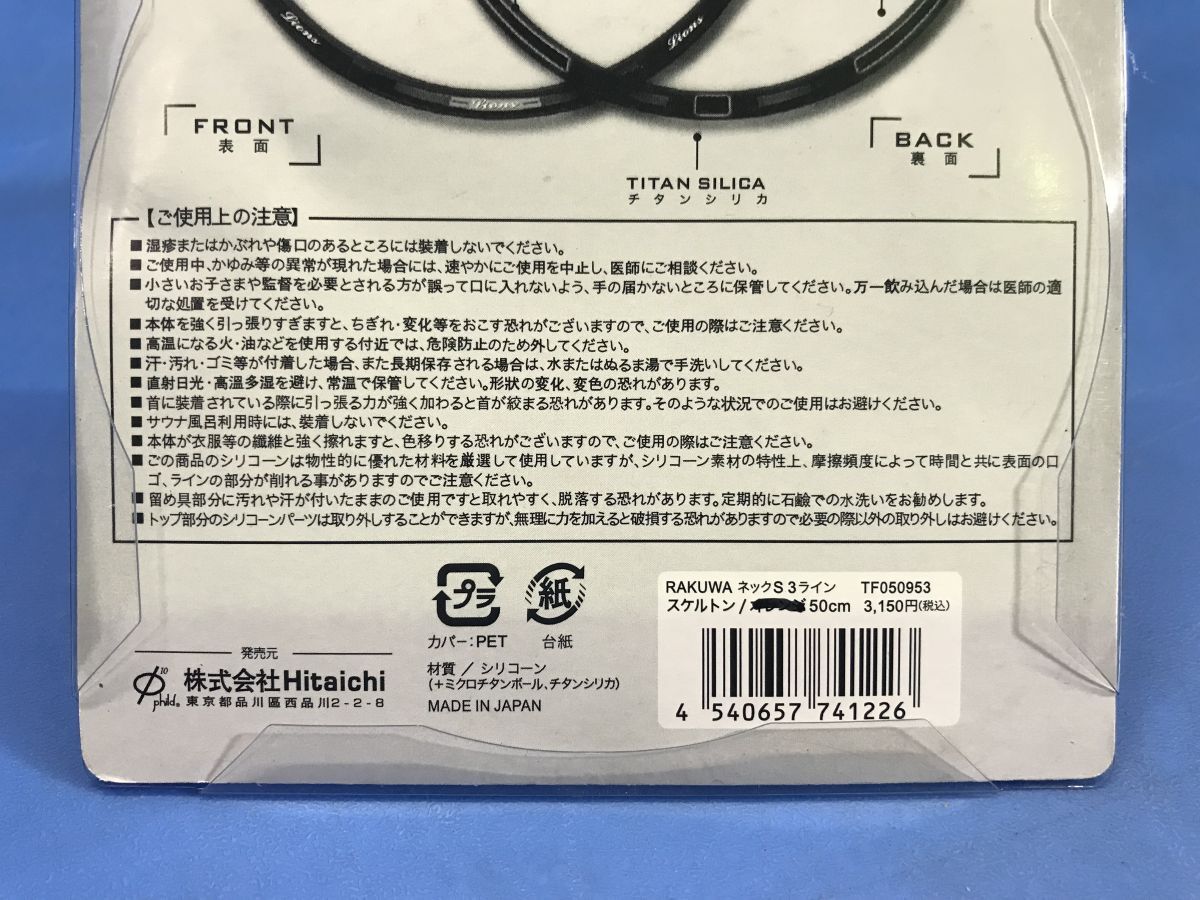 Lions
Lions
Lions
FRONT
表面
BACK
裏面
TITAN SILICA
チタンシリカ
【ご使用上の注意】
■湿疹またはかぶれや傷口のあるところには装着しないでください。
■ご使用中、かゆみ等の異常が現れた場合には、速やかにご使用を中止し、医師にご相談ください。
■小さいお子さまや監督を必要とされる方が誤って口に入れないよう、手の届かないところに保管してください。万一飲み込んだ場合は医師の適
切な処置を受けてください。
■本体を強く引っ張りすぎますと、ちぎれ・変化等をおこす恐れがございますので、ご使用の際はご注意ください。
■高温になる火・油などを使用する付近では、危険防止のため外してください。
■汗・汚れ・ゴミ等が付着した場合、また長期保存される場合は、水またはぬるま湯で手洗いしてください。
■直射日光・高温多湿を避け、常温で保管してください。形状の変化、変色の恐れがあります。
■首に装着されている際に引っ張る力が強く加わると首が絞まる恐れがあります。そのような状況でのご使用はお避けください。
■サウナ風呂利用時には、装着しないでください。
■本体が衣服等の繊維と強く擦れますと、色移りする恐れがございますので、ご使用の際はご注意ください。
■この商品のシリコーンは物性的に優れた材料を厳選して使用していますが、シリコーン素材の特性上、摩擦頻度によって時間と共に表面のロ
ゴ、ラインの部分が削れる事がありますのでご注意ください。
■留め具部分に汚れや汗が付いたままのご使用ですと取れやすく、脱落する恐れがあります。定期的に石鹸での水洗いをお勧めします。
■トップ部分のシリコーンパーツは取り外しすることができますが、無理に力を加えると破損する恐れがありますので必要の際以外の取り外しはお避けください。
プラ
紙
カバー:PET
台紙
材質／シリコーン
(＋ミクロチタンボール、チタンシリカ)
MADE IN JAPAN
発売元
phild.
株式会社Hitaichi
東京都品川區西品川2-2-8
RAKUWA ネックS 3ライン TF050953
スケルトン/ 50cm 3,150円(税込)
4 540657 741226